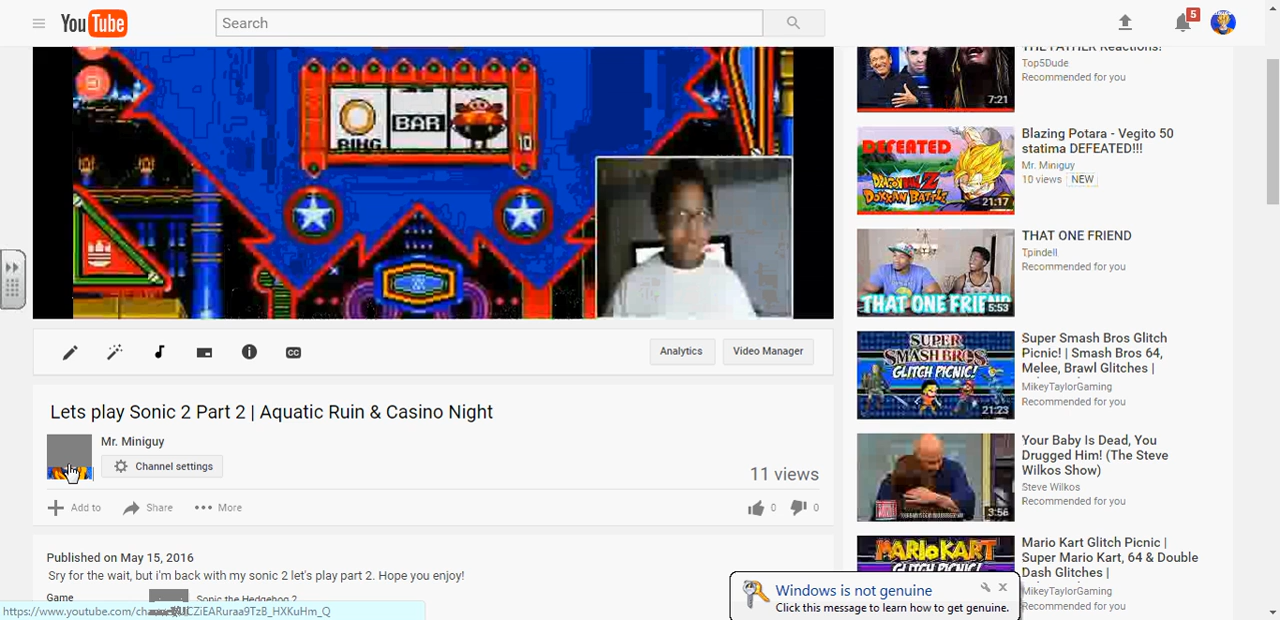 YouTube
Search
5
RING
BAR
10
Analytics
Video Manager
Lets play Sonic 2 Part 2 | Aquatic Ruin & Casino Night
Mr. Miniguy
Channel settings
11 views
Add to
Share
More
0
0
Published on May 15, 2016
Sry for the wait, but i'm back with my sonic 2 let's play part 2. Hope you enjoy!
Game
Sonic the Hedgehog 2
THE FATHER Reactions!
Top5Dude
Recommended for you
7:21
Blazing Potara - Vegito 50
statima DEFEATED!!!
Mr. Miniguy
10 views NEW
DEFEATED
DRAGONBALL Z
DOKKAN BATTLE
21:17
THAT ONE FRIEND
Tpindell
Recommended for you
THAT ONE FRIEND
5:53
Super Smash Bros Glitch
Picnic! | Smash Bros 64,
Melee, Brawl Glitches |
MikeyTaylorGaming
Recommended for you
SUPER
SMASH BROS.
GLITCH PICNIC!
21:23
Your Baby Is Dead, You
Drugged Him! (The Steve
Wilkos Show)
Steve Wilkos
Recommended for you
3:56
Mario Kart Glitch Picnic |
Super Mario Kart, 64 & Double
Dash Glitches |
MikeyTaylorGaming
Recommended for you
MARIO KART
Windows is not genuine
Click this message to learn how to get genuine.